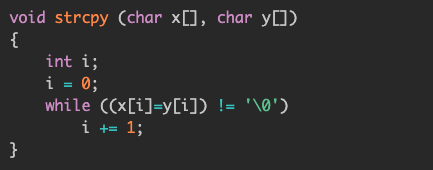 void strcpy (char x[], char y[])
{
    int i;
    i = 0;
    while ((x[i]=y[i]) != '\0')
        i += 1;
}